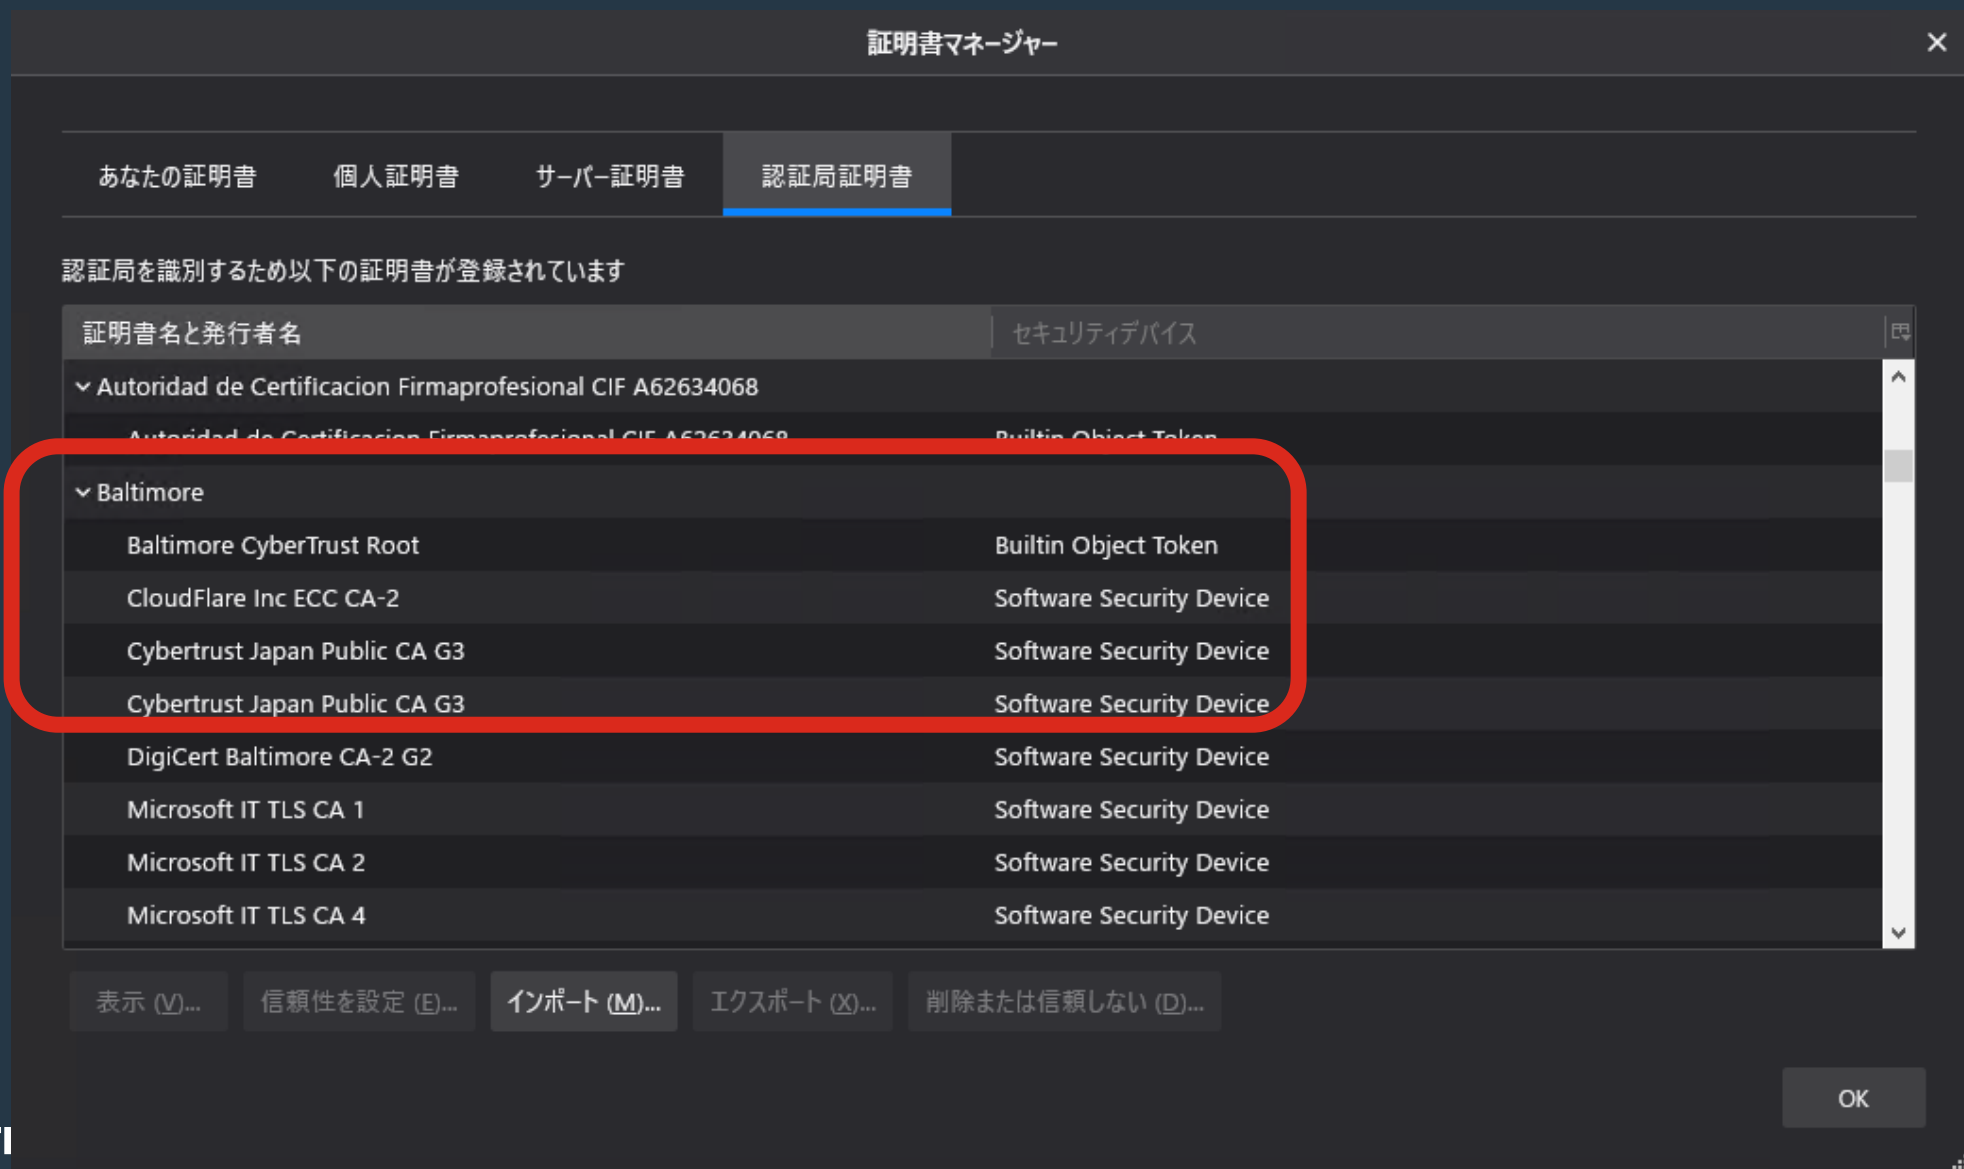 証明書マネージャー
あなたの証明書 個人証明書 サーバー証明書 認証局証明書
認証局を識別するため以下の証明書が登録されています
証明書名と発行者名 セキュリティデバイス
Autoridad de Certificacion Firmaprofesional CIF A62634068
Autoridad de Certificacion Firmaprofesional CIF A62634068 Builtin Object Token
Baltimore
Baltimore CyberTrust Root Builtin Object Token
CloudFlare Inc ECC CA-2 Software Security Device
Cybertrust Japan Public CA G3 Software Security Device
Cybertrust Japan Public CA G3 Software Security Device
DigiCert Baltimore CA-2 G2 Software Security Device
Microsoft IT TLS CA 1 Software Security Device
Microsoft IT TLS CA 2 Software Security Device
Microsoft IT TLS CA 4 Software Security Device
表示 (V)... 信頼性を設定 (E)... インポート (M)... エクスポート (X)... 削除または信頼しない (D)...
OK